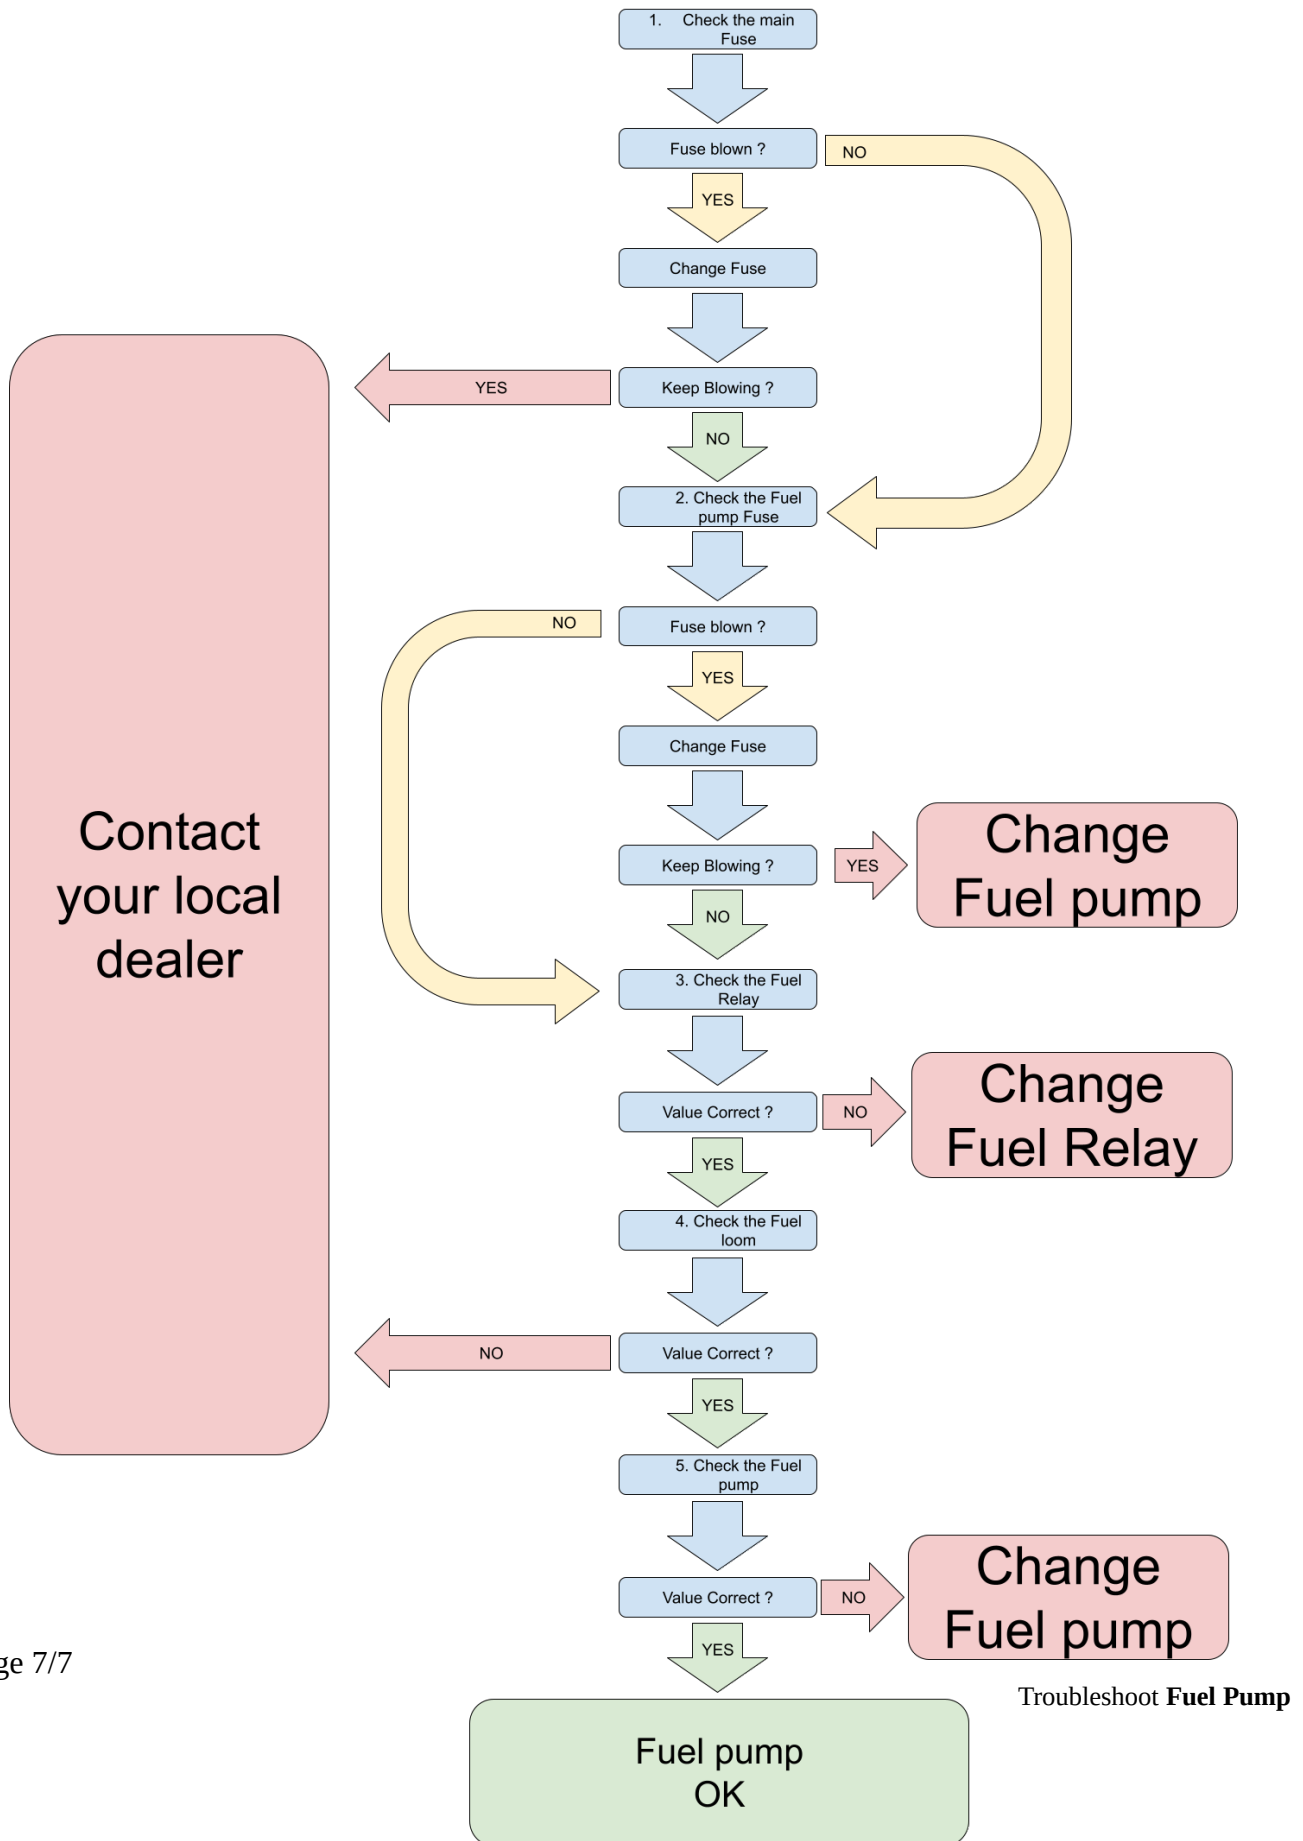 1. Check the main
Fuse
Fuse blown ?
NO
YES
Change Fuse
Keep Blowing ?
YES
NO
2. Check the Fuel
pump Fuse
Fuse blown ?
NO
YES
Change Fuse
Contact
your local
dealer
Keep Blowing ?
YES
Change
Fuel pump
NO
3. Check the Fuel
Relay
Value Correct ?
NO
Change
Fuel Relay
YES
4. Check the Fuel
loom
Value Correct ?
NO
YES
5. Check the Fuel
pump
Value Correct ?
NO
Change
Fuel pump
YES
ge 7/7
Troubleshoot Fuel Pump
Fuel pump
OK